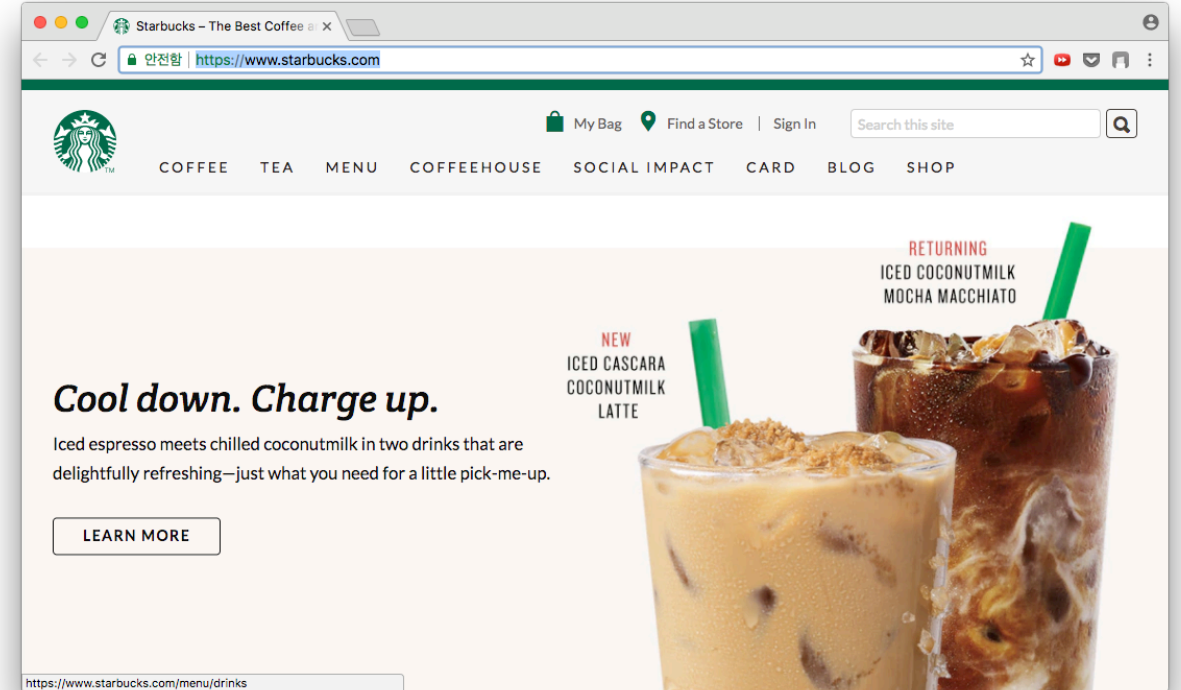 Starbucks – The Best Coffee a
안전함 https://www.starbucks.com
My Bag Find a Store | Sign In Search this site
TM
COFFEE TEA MENU COFFEEHOUSE SOCIAL IMPACT CARD BLOG SHOP
RETURNING
ICED COCONUTMILK
MOCHA MACCHIATO
NEW
ICED CASCARA
COCONUTMILK
LATTE
Cool down. Charge up.
Iced espresso meets chilled coconutmilk in two drinks that are
delightfully refreshing—just what you need for a little pick-me-up.
LEARN MORE
https://www.starbucks.com/menu/drinks